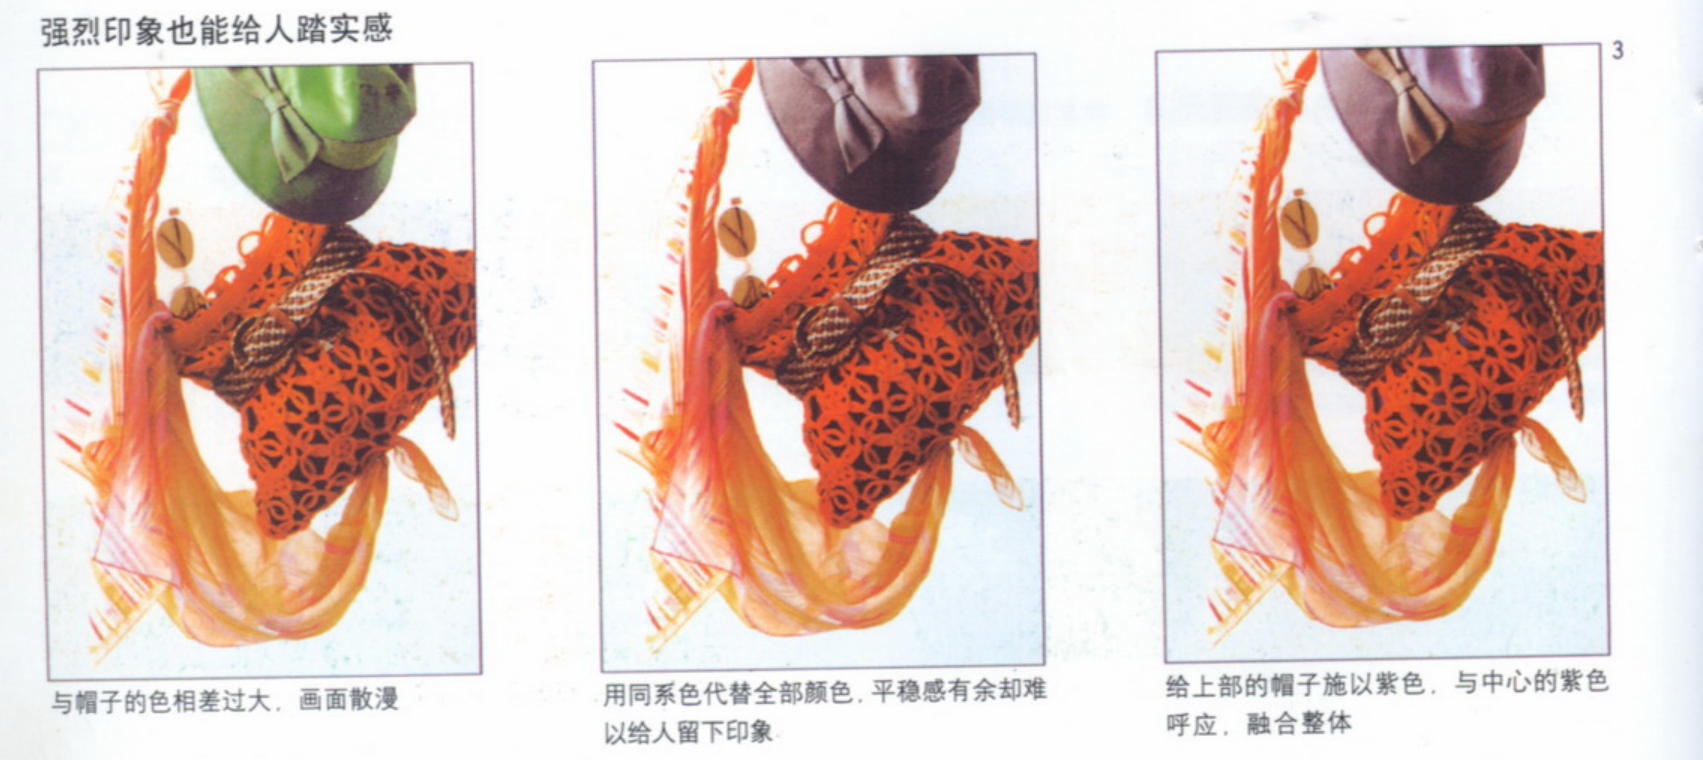 强烈印象也能给人踏实感
3
与帽子的色相差过大，画面散漫
用同系色代替全部颜色，平稳感有余却难
以给人留下印象
给上部的帽子施以紫色，与中心的紫色
呼应，融合整体